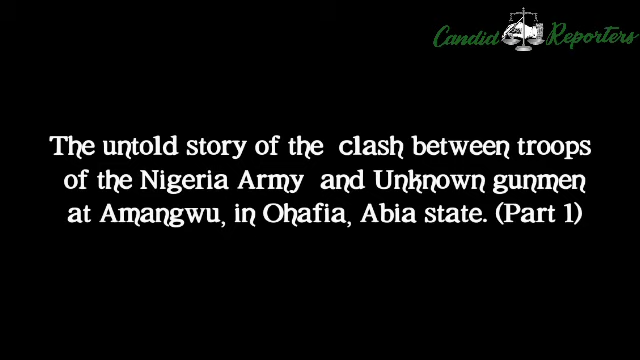 Candid Reporters
The untold story of the clash between troops
of the Nigeria Army and Unknown gunmen
at Amangwu, in Ohafia, Abia state. (Part 1)